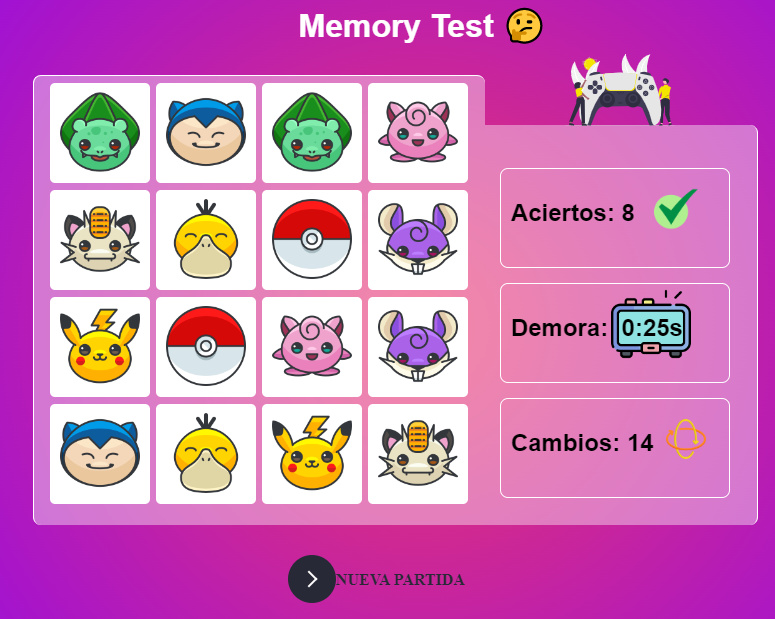 Memory Test 🤔
Aciertos: 8
Demora: 0:25s
Cambios: 14
NUEVA PARTIDA